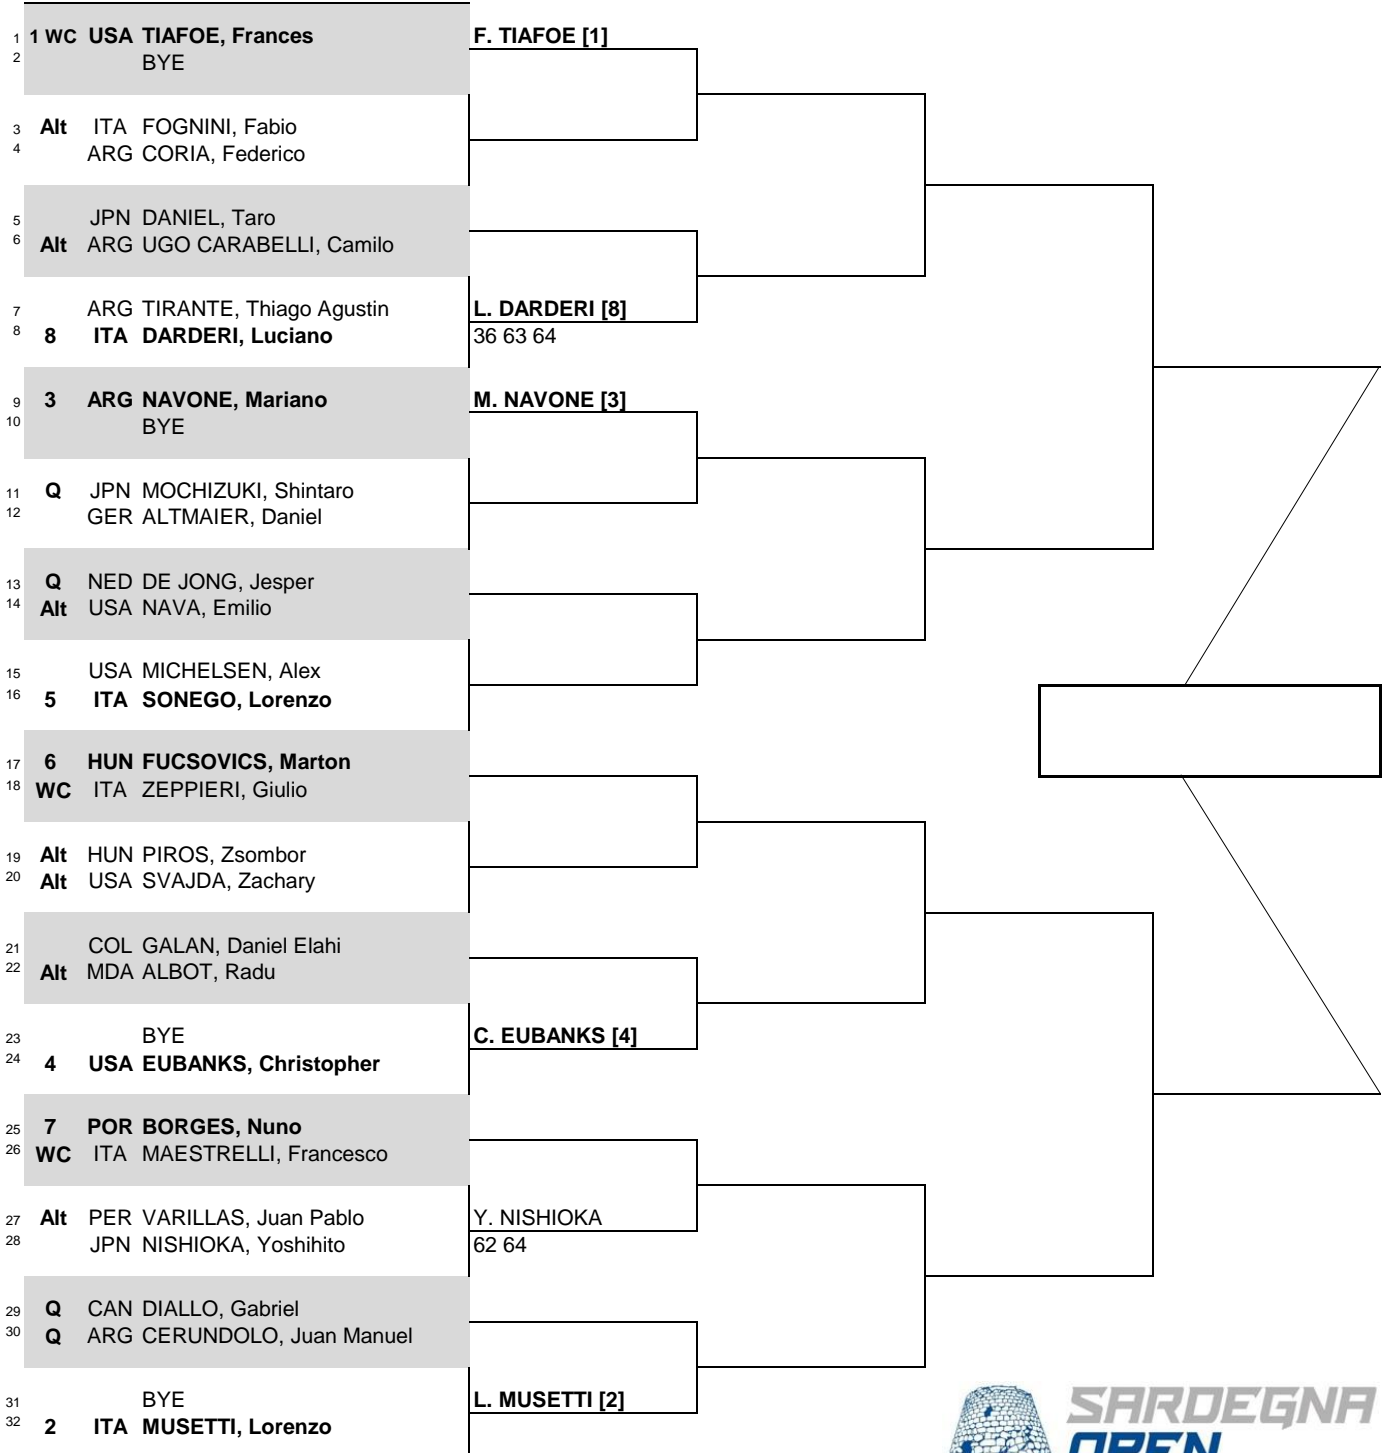 1 1 WC USA TIAFOE, Frances F. TIAFOE [1]
2 BYE
3 Alt ITA FOGNINI, Fabio
4 ARG CORIA, Federico
5 JPN DANIEL, Taro
6 Alt ARG UGO CARABELLI, Camilo
7 ARG TIRANTE, Thiago Agustin L. DARDERI [8]
8 8 ITA DARDERI, Luciano 36 63 64
9 3 ARG NAVONE, Mariano M. NAVONE [3]
10 BYE
11 Q JPN MOCHIZUKI, Shintaro
12 GER ALTMAIER, Daniel
13 Q NED DE JONG, Jesper
14 Alt USA NAVA, Emilio
15 USA MICHELSEN, Alex
16 5 ITA SONEGO, Lorenzo
17 6 HUN FUCSOVICS, Marton
18 WC ITA ZEPPIERI, Giulio
19 Alt HUN PIROS, Zsombor
20 Alt USA SVAJDA, Zachary
21 COL GALAN, Daniel Elahi
22 Alt MDA ALBOT, Radu
23 BYE C. EUBANKS [4]
24 4 USA EUBANKS, Christopher
25 7 POR BORGES, Nuno
26 WC ITA MAESTRELLI, Francesco
27 Alt PER VARILLAS, Juan Pablo Y. NISHIOKA
28 JPN NISHIOKA, Yoshihito 62 64
29 Q CAN DIALLO, Gabriel
30 Q ARG CERUNDOLO, Juan Manuel
31 BYE L. MUSETTI [2]
32 2 ITA MUSETTI, Lorenzo
SARDEGNA
OPEN